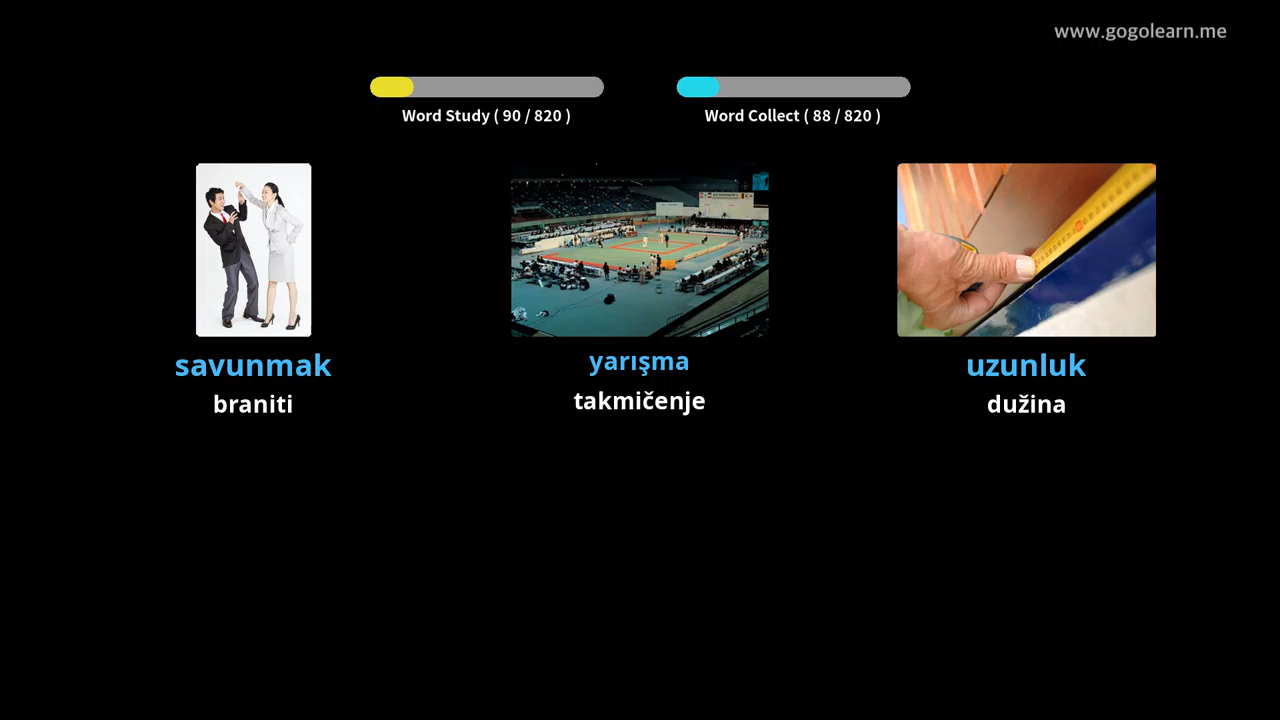 www.gogolearn.me
Word Study ( 90 / 820 )
Word Collect ( 88 / 820 )
savunmak
braniti
yarışma
takmičenje
uzunluk
dužina